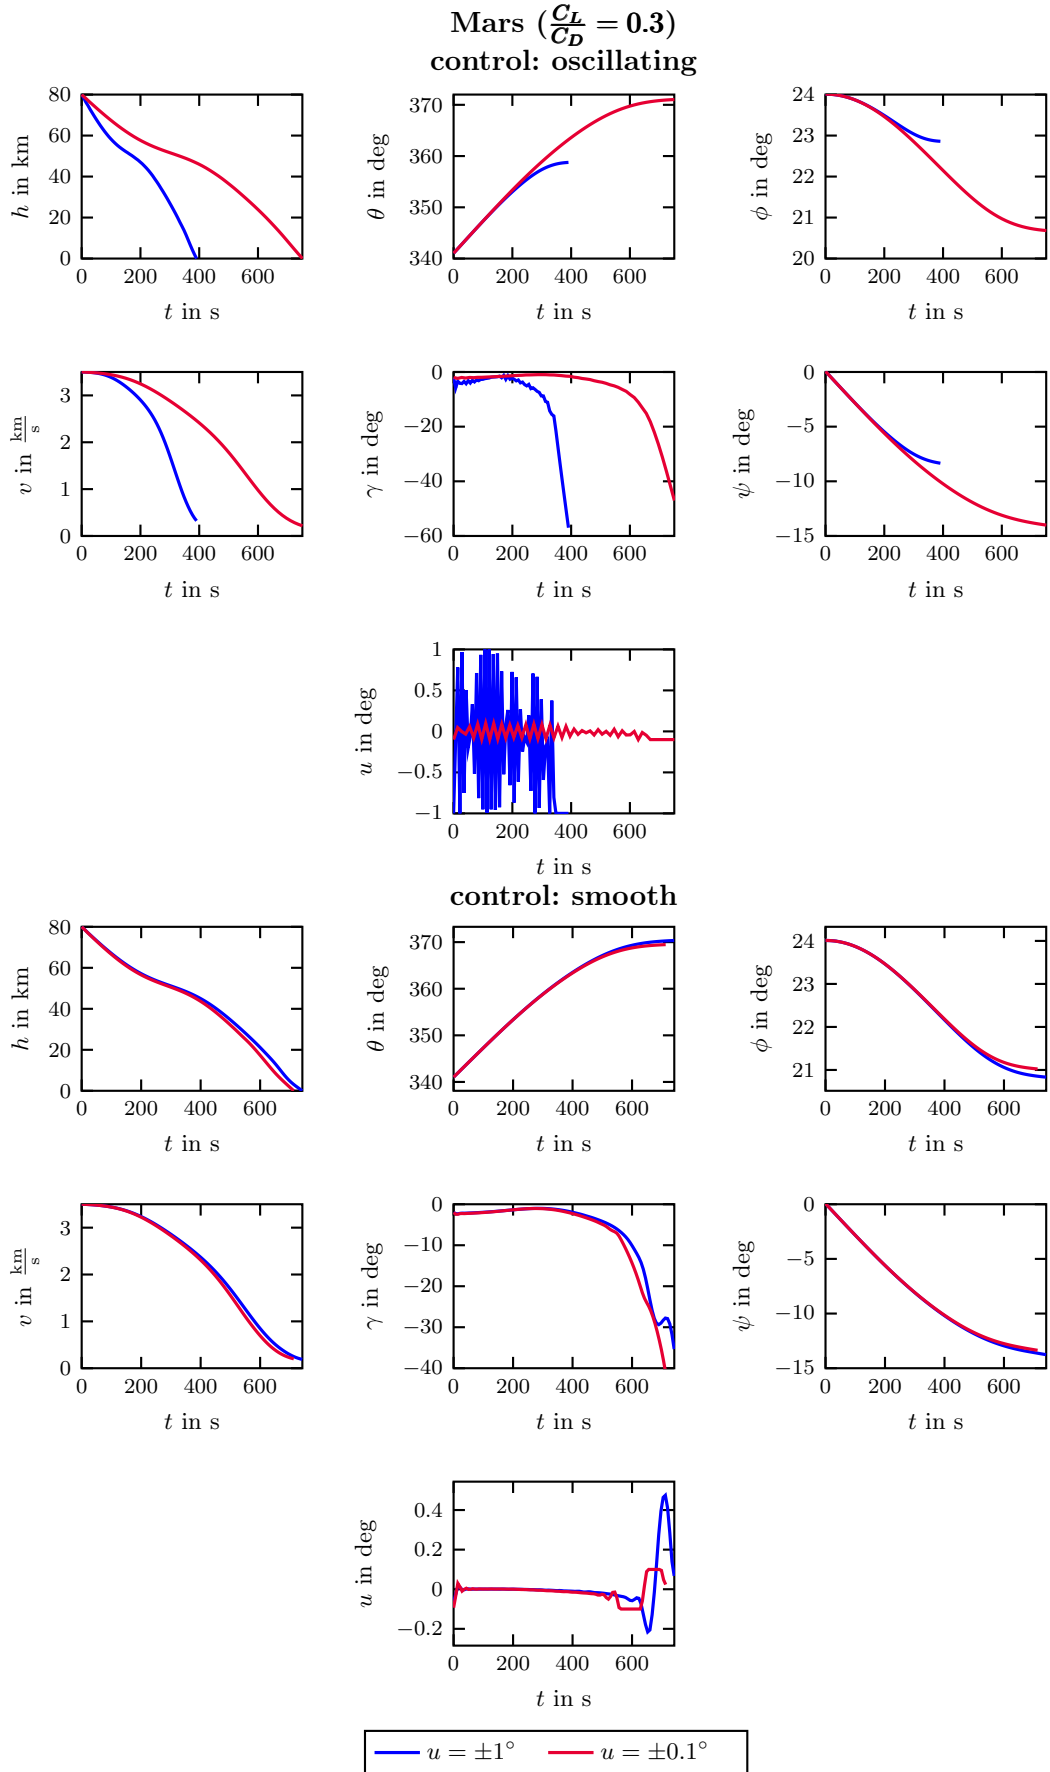 Mars (C_L/C_D = 0.3)
control: oscillating
80
60
40
20
0
0 200 400 600
h in km
t in s
370
360
350
340
0 200 400 600
θ in deg
t in s
24
23
22
21
20
0 200 400 600
ϕ in deg
t in s
3
2
1
0
0 200 400 600
v in km/s
t in s
0
−20
−40
−60
0 200 400 600
γ in deg
t in s
0
−5
−10
−15
0 200 400 600
ψ in deg
t in s
1
0.5
0
−0.5
−1
0 200 400 600
u in deg
t in s
control: smooth
80
60
40
20
0
0 200 400 600
h in km
t in s
370
360
350
340
0 200 400 600
θ in deg
t in s
24
23
22
21
0 200 400 600
ϕ in deg
t in s
3
2
1
0
0 200 400 600
v in km/s
t in s
0
−10
−20
−30
−40
0 200 400 600
γ in deg
t in s
0
−5
−10
−15
0 200 400 600
ψ in deg
t in s
0.4
0.2
0
−0.2
0 200 400 600
u in deg
t in s
u = ±1° u = ±0.1°